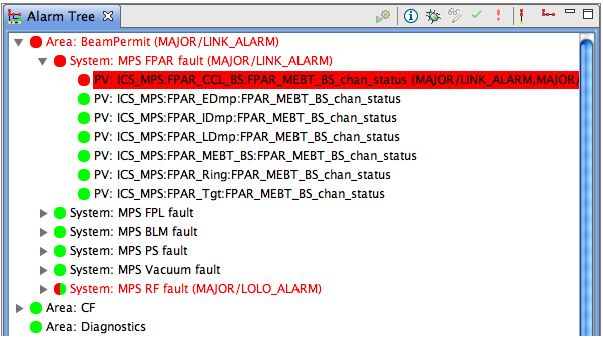 Alarm Tree
Area: BeamPermit (MAJOR/LINK_ALARM)
System: MPS FPAR fault (MAJOR/LINK_ALARM)
PV: ICS_MPS:FPAR_CCL_BS:FPAR_MEBT_BS_chan_status (MAJOR/LINK_ALARM,MAJOR/
PV: ICS_MPS:FPAR_EDmp:FPAR_MEBT_BS_chan_status
PV: ICS_MPS:FPAR_IDmp:FPAR_MEBT_BS_chan_status
PV: ICS_MPS:FPAR_LDmp:FPAR_MEBT_BS_chan_status
PV: ICS_MPS:FPAR_MEBT_BS:FPAR_MEBT_BS_chan_status
PV: ICS_MPS:FPAR_Ring:FPAR_MEBT_BS_chan_status
PV: ICS_MPS:FPAR_Tgt:FPAR_MEBT_BS_chan_status
System: MPS FPL fault
System: MPS BLM fault
System: MPS PS fault
System: MPS Vacuum fault
System: MPS RF fault (MAJOR/LOLO_ALARM)
Area: CF
Area: Diagnostics